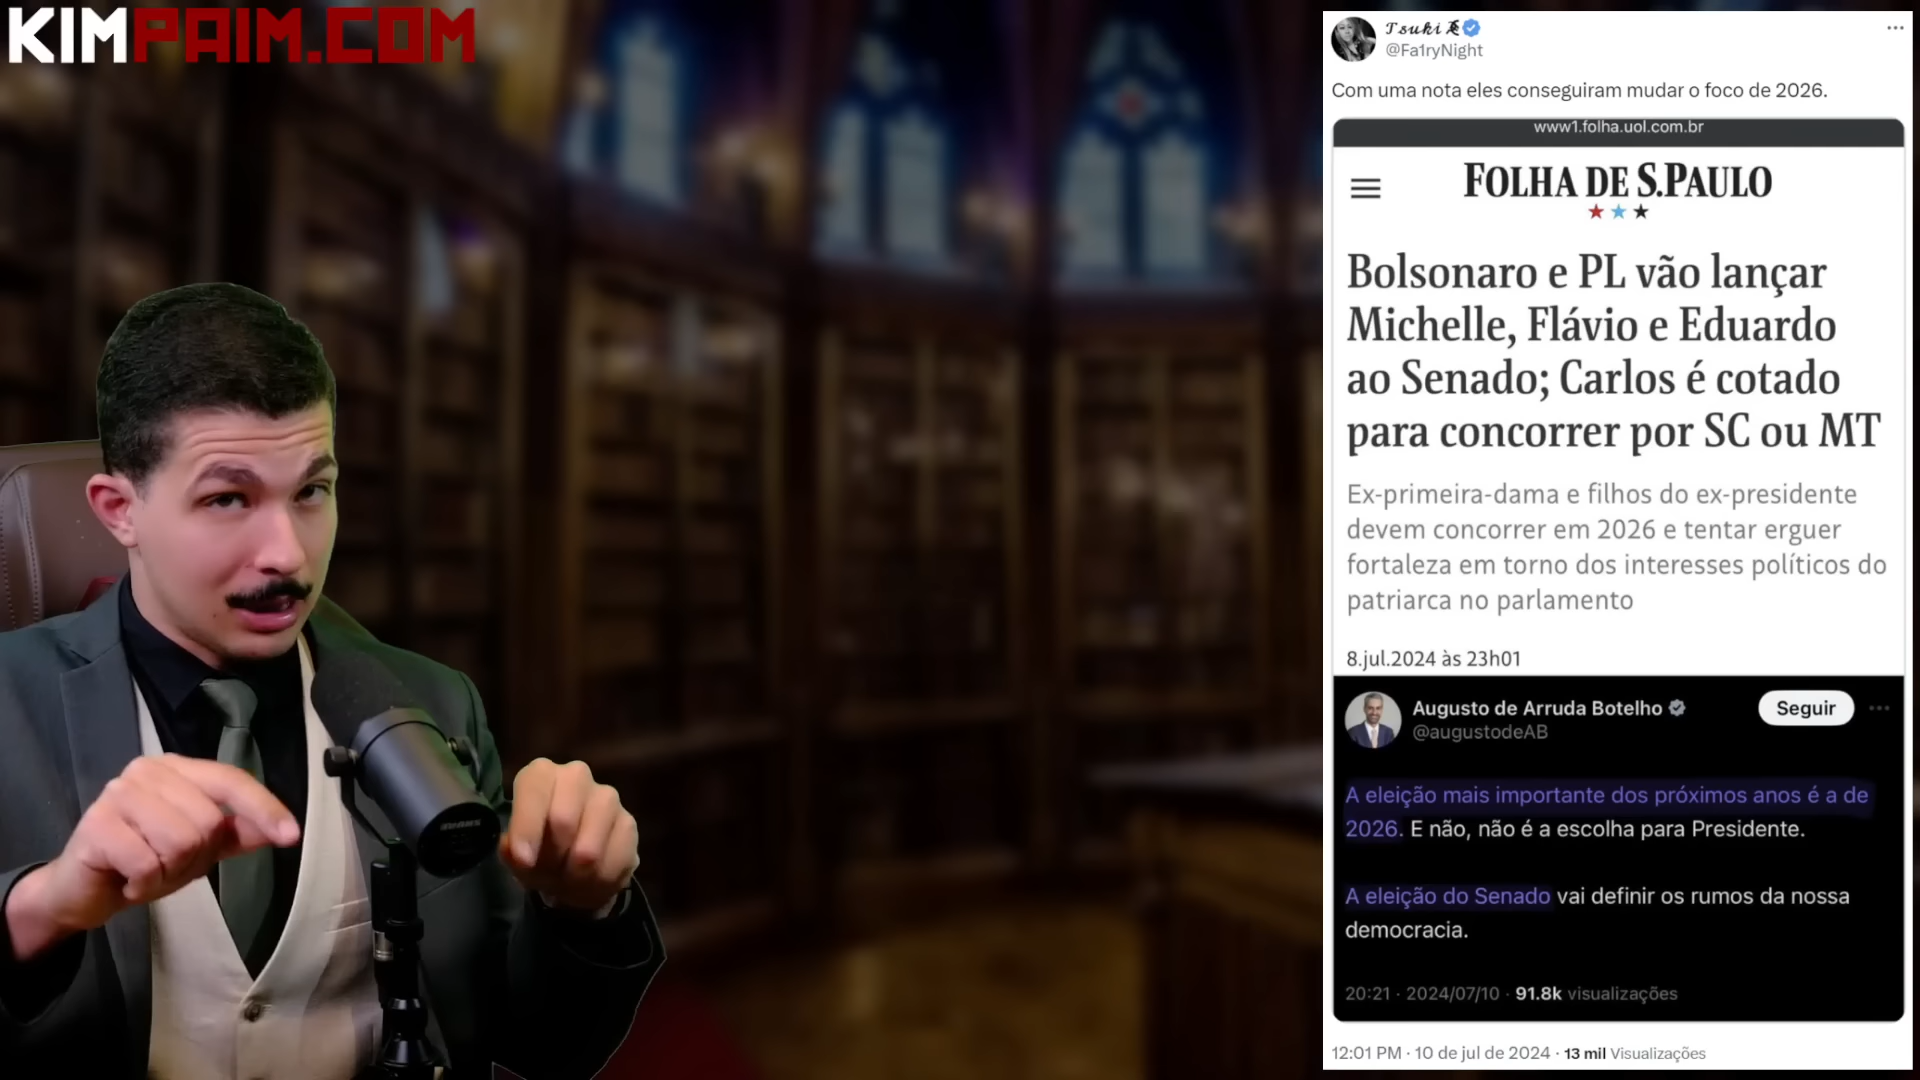 KIMPAIM.COM
Tsuki
@Fa1ryNight
Com uma nota eles conseguiram mudar o foco de 2026.
www1.folha.uol.com.br
FOLHA DE S.PAULO
Bolsonaro e PL vão lançar
Michelle, Flávio e Eduardo
ao Senado; Carlos é cotado
para concorrer por SC ou MT
Ex-primeira-dama e filhos do ex-presidente
devem concorrer em 2026 e tentar erguer
fortaleza em torno dos interesses políticos do
patriarca no parlamento
8.jul.2024 às 23h01
Augusto de Arruda Botelho
Seguir
@augustodeAB
A eleição mais importante dos próximos anos é a de
2026. E não, não é a escolha para Presidente.
A eleição do Senado vai definir os rumos da nossa
democracia.
20:21 · 2024/07/10 · 91.8k visualizações
12:01 PM · 10 de jul de 2024 · 13 mil Visualizações